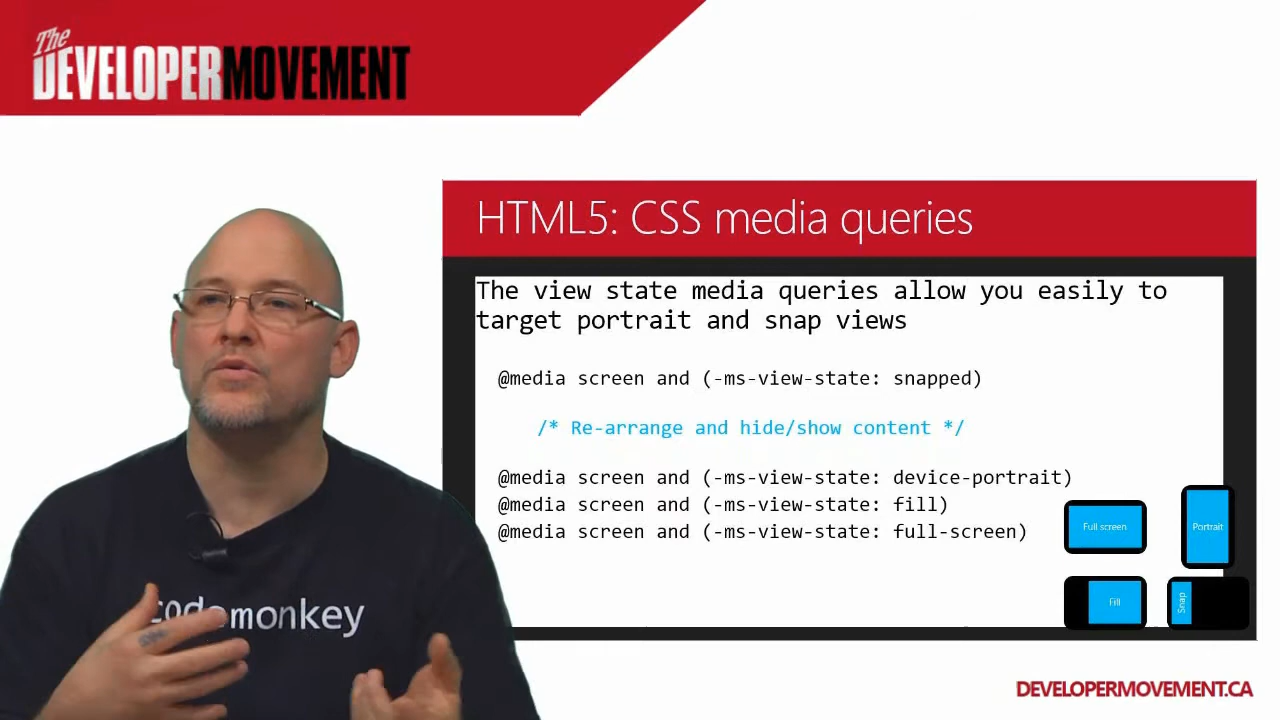 The
DEVELOPERMOVEMENT
HTML5: CSS media queries
The view state media queries allow you easily to
target portrait and snap views
@media screen and (-ms-view-state: snapped)
/* Re-arrange and hide/show content */
@media screen and (-ms-view-state: device-portrait)
@media screen and (-ms-view-state: fill)
@media screen and (-ms-view-state: full-screen)
Full screen
Portrait
Fill
Snap
codemonkey
DEVELOPERMOVEMENT.CA